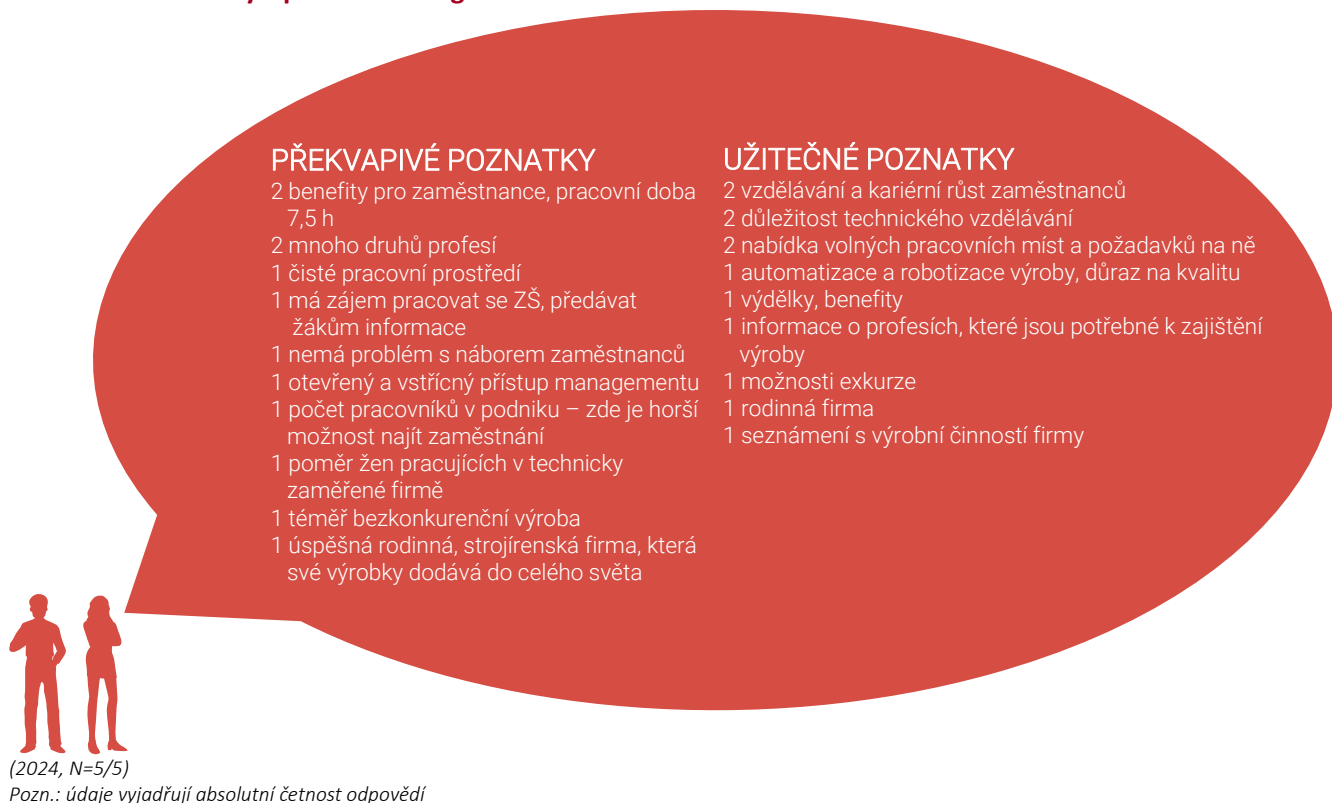 PŘEKVAPIVÉ POZNATKY
2 benefity pro zaměstnance, pracovní doba
7,5 h
2 mnoho druhů profesí
1 čisté pracovní prostředí
1 má zájem pracovat se ZŠ, předávat
žákům informace
1 nemá problém s náborem zaměstnanců
1 otevřený a vstřícný přístup managementu
1 počet pracovníků v podniku – zde je horší
možnost najít zaměstnání
1 poměr žen pracujících v technicky
zaměřené firmě
1 téměř bezkonkurenční výroba
1 úspěšná rodinná, strojírenská firma, která
své výrobky dodává do celého světa
UŽITEČNÉ POZNATKY
2 vzdělávání a kariérní růst zaměstnanců
2 důležitost technického vzdělávání
2 nabídka volných pracovních míst a požadavků na ně
1 automatizace a robotizace výroby, důraz na kvalitu
1 výdělky, benefity
1 informace o profesích, které jsou potřebné k zajištění
výroby
1 možnosti exkurze
1 rodinná firma
1 seznámení s výrobní činností firmy
(2024, N=5/5)
Pozn.: údaje vyjadřují absolutní četnost odpovědí